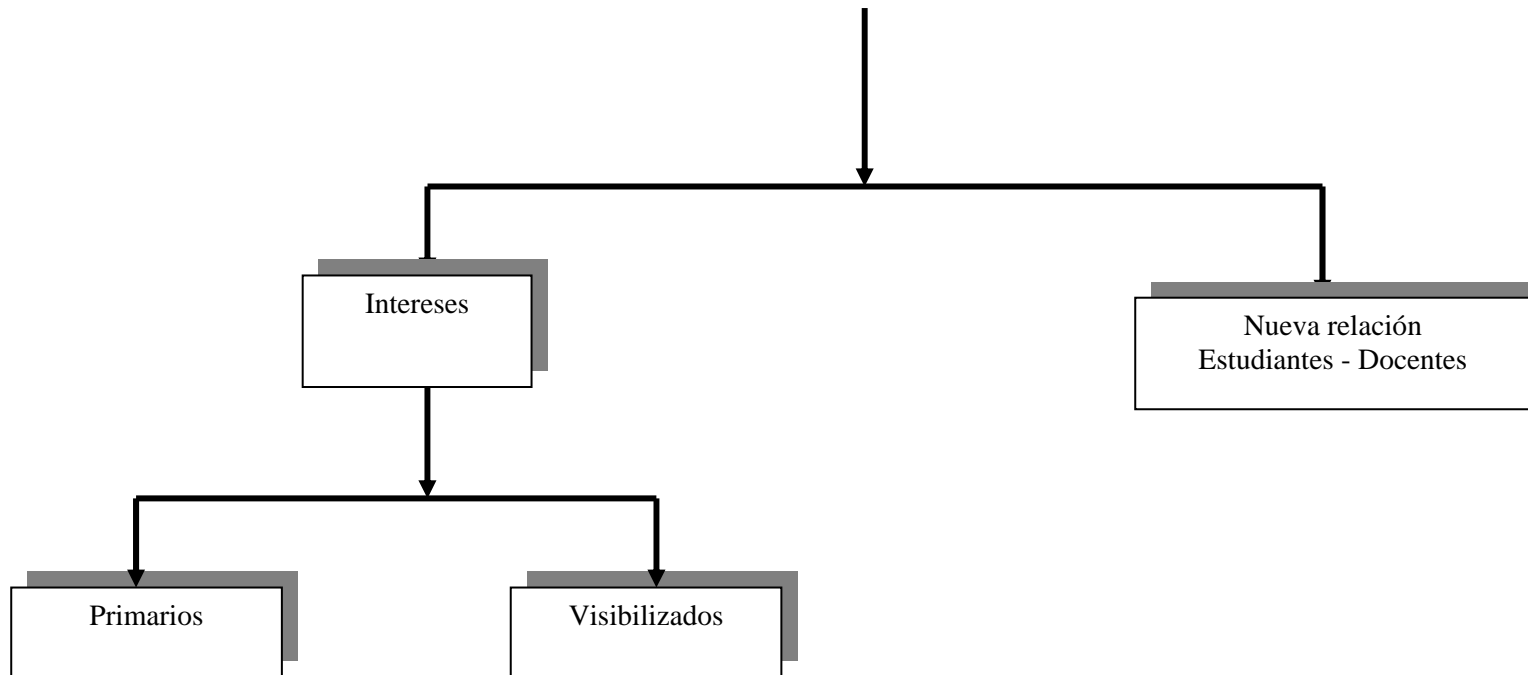 Intereses
Nueva relación
Estudiantes - Docentes
Primarios
Visibilizados